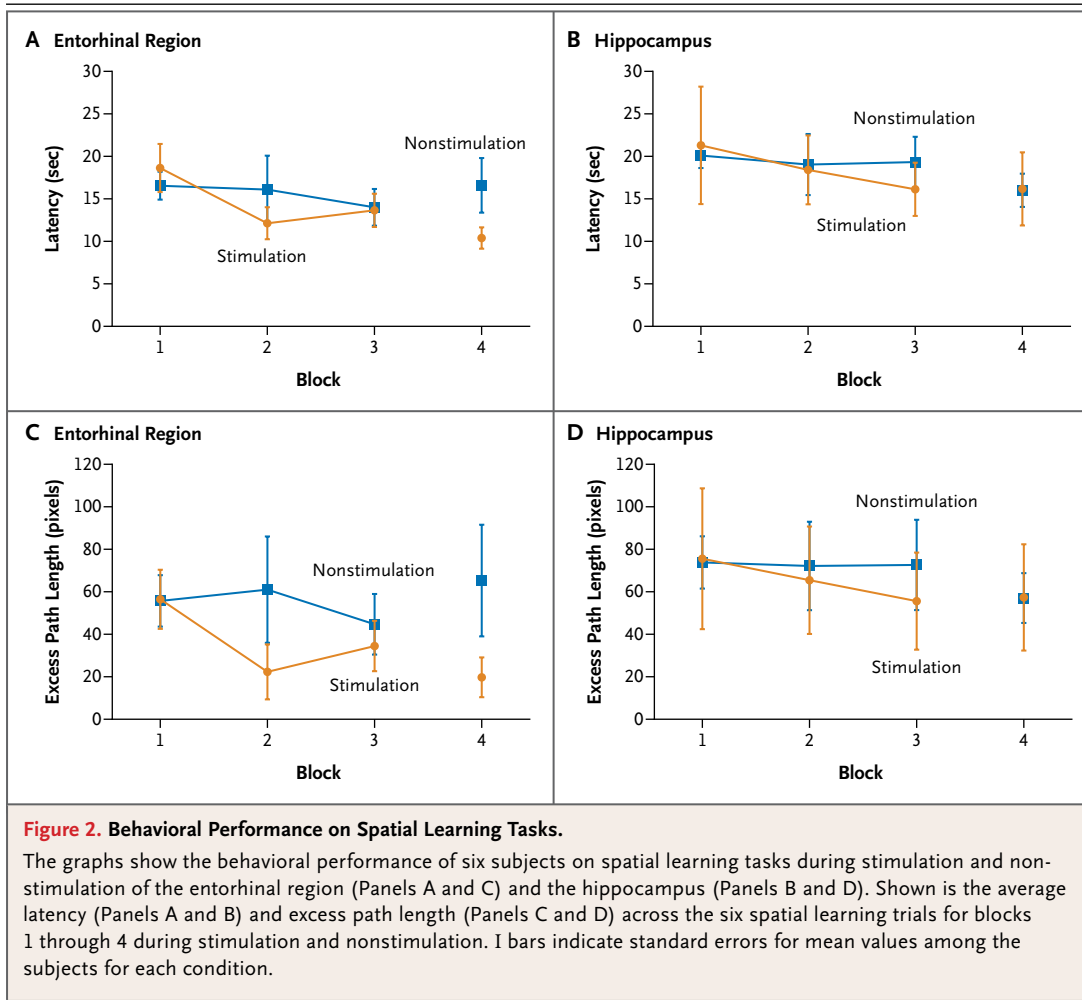 A Entorhinal Region
30
25
20
15
10
5
0
Latency (sec)
Nonstimulation
Stimulation
1 2 3 4
Block
B Hippocampus
30
25
20
15
10
5
0
Latency (sec)
Nonstimulation
Stimulation
1 2 3 4
Block
C Entorhinal Region
120
100
80
60
40
20
0
Excess Path Length (pixels)
Nonstimulation
Stimulation
1 2 3 4
Block
D Hippocampus
120
100
80
60
40
20
0
Excess Path Length (pixels)
Nonstimulation
Stimulation
1 2 3 4
Block
Figure 2. Behavioral Performance on Spatial Learning Tasks.
The graphs show the behavioral performance of six subjects on spatial learning tasks during stimulation and non-
stimulation of the entorhinal region (Panels A and C) and the hippocampus (Panels B and D). Shown is the average
latency (Panels A and B) and excess path length (Panels C and D) across the six spatial learning trials for blocks
1 through 4 during stimulation and nonstimulation. I bars indicate standard errors for mean values among the
subjects for each condition.